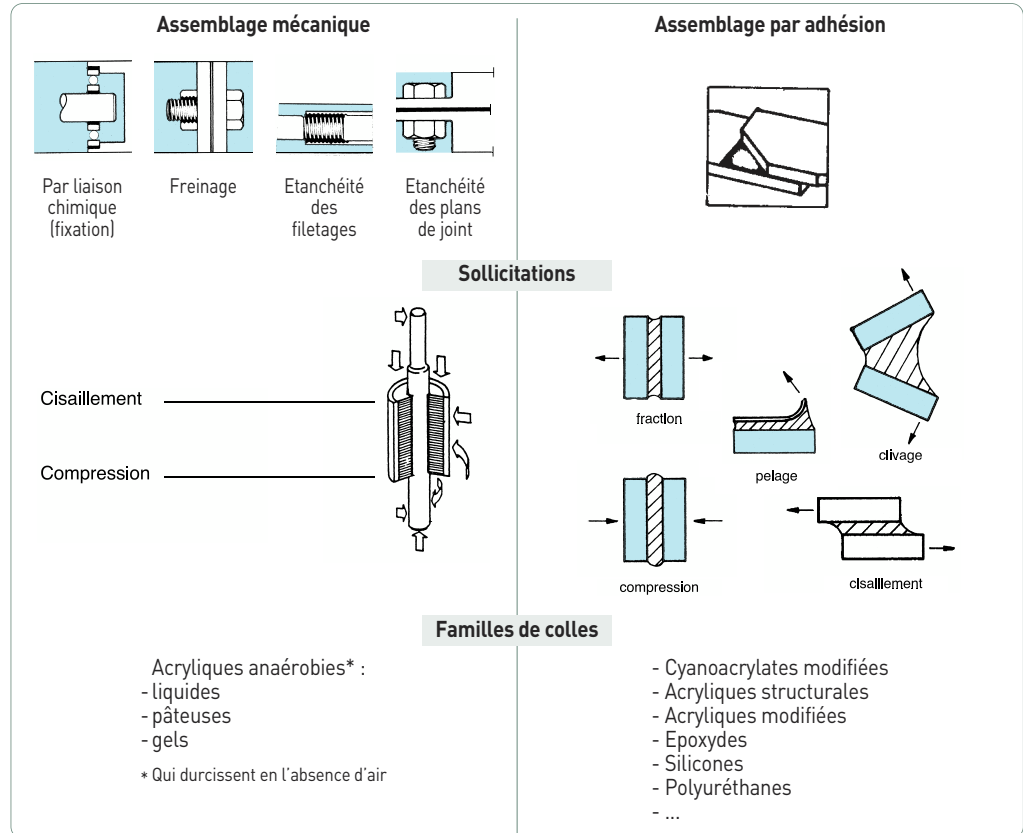 Assemblage mécanique
Par liaison
chimique
(fixation)
Freinage
Etanchéité
des
filetages
Etanchéité
des plans
de joint
Assemblage par adhésion
Sollicitations
Cisaillement
Compression
fraction
pelage
clivage
compression
cisaillement
Familles de colles
Acryliques anaérobies* :
- liquides
- pâteuses
- gels
* Qui durcissent en l'absence d'air
- Cyanoacrylates modifiées
- Acryliques structurales
- Acryliques modifiées
- Epoxydes
- Silicones
- Polyuréthanes
- ...